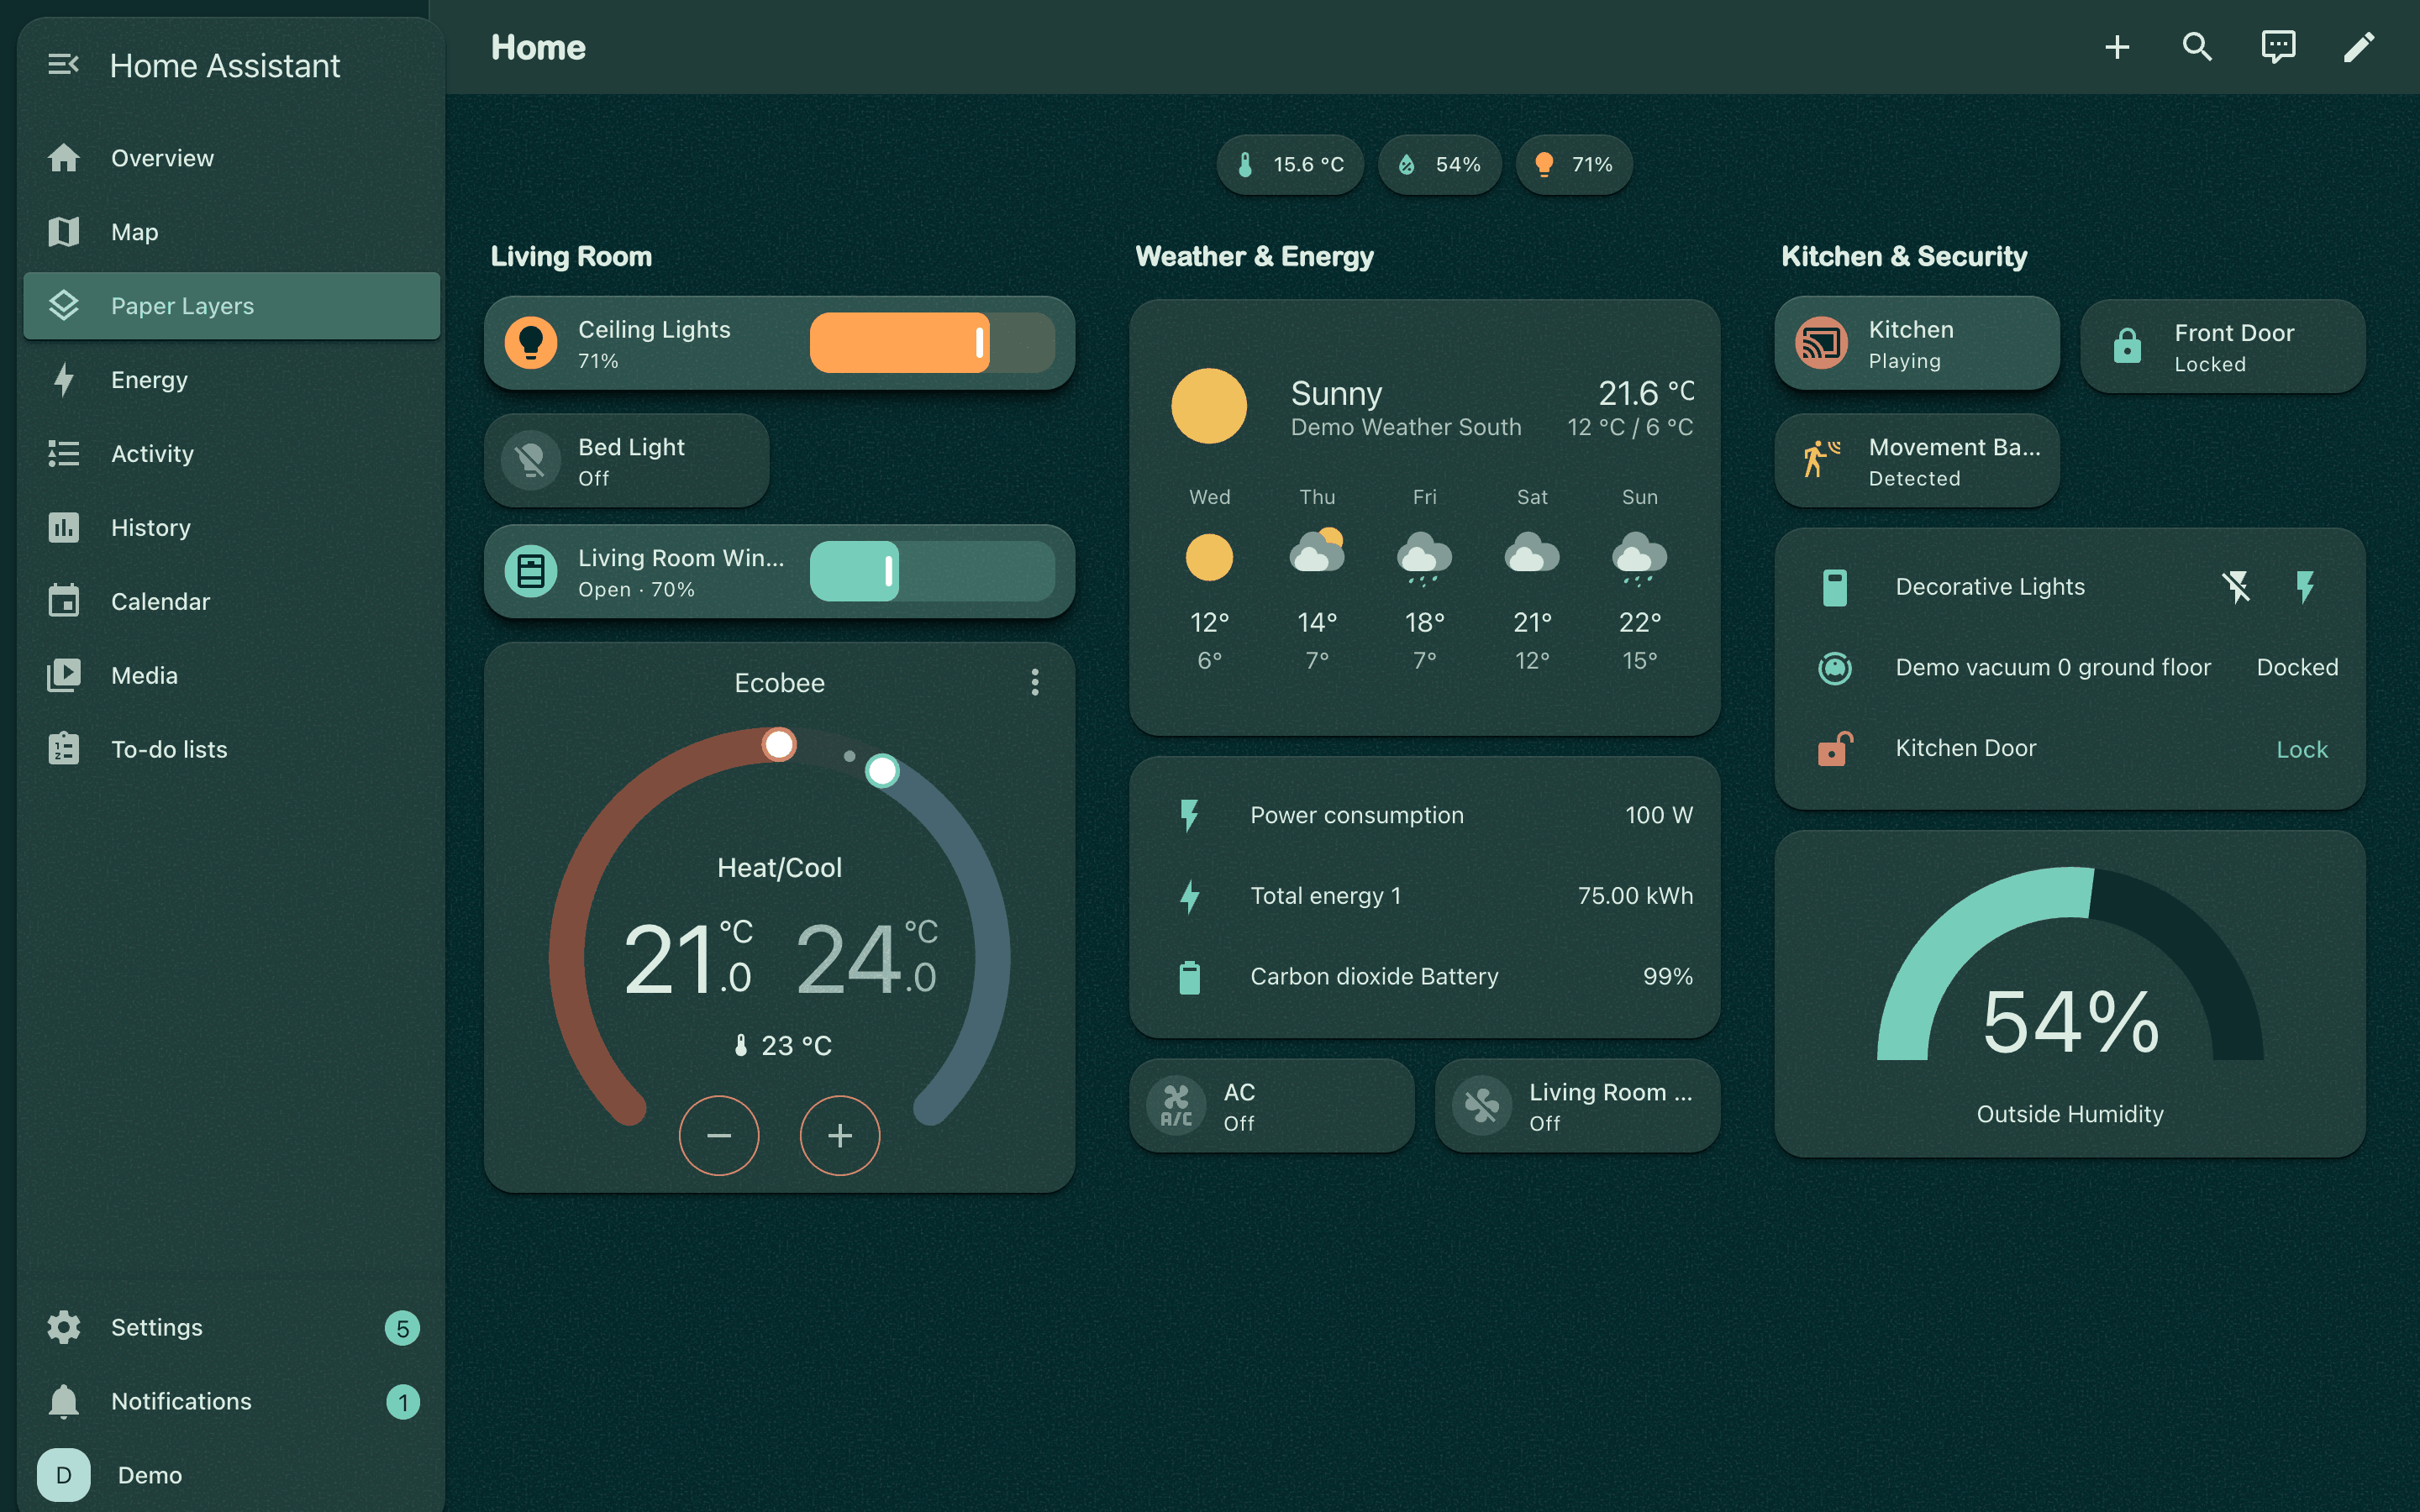 Home Assistant
Overview
Map
Paper Layers
Energy
Activity
History
Calendar
Media
To-do lists
Settings
5
Notifications
1
D
Demo
Home
15.6 °C
54%
71%
Living Room
Ceiling Lights
71%
Bed Light
Off
Living Room Win...
Open · 70%
Ecobee
Heat/Cool
21.0 °C
24.0 °C
23 °C
Weather & Energy
Sunny
21.6 °C
Demo Weather South
12 °C / 6 °C
Wed Thu Fri Sat Sun
12° 14° 18° 21° 22°
6° 7° 7° 12° 15°
Power consumption
100 W
Total energy 1
75.00 kWh
Carbon dioxide Battery
99%
A/C
AC
Off
Living Room ...
Off
Kitchen & Security
Kitchen
Playing
Front Door
Locked
Movement Ba...
Detected
Decorative Lights
Demo vacuum 0 ground floor
Docked
Kitchen Door
Lock
54%
Outside Humidity